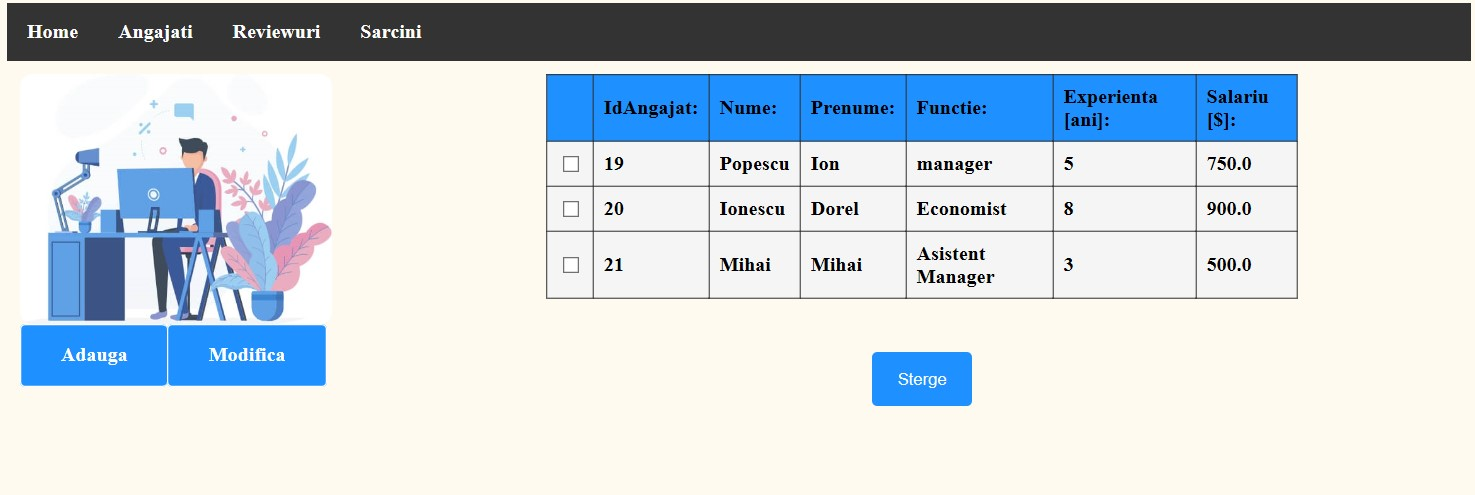 Home Angajati Reviewuri Sarcini
IdAngajat: Nume: Prenume: Functie: Experienta [ani]: Salariu [$]:
19 Popescu Ion manager 5 750.0
20 Ionescu Dorel Economist 8 900.0
21 Mihai Mihai Asistent Manager 3 500.0
Adauga Modifica
Sterge